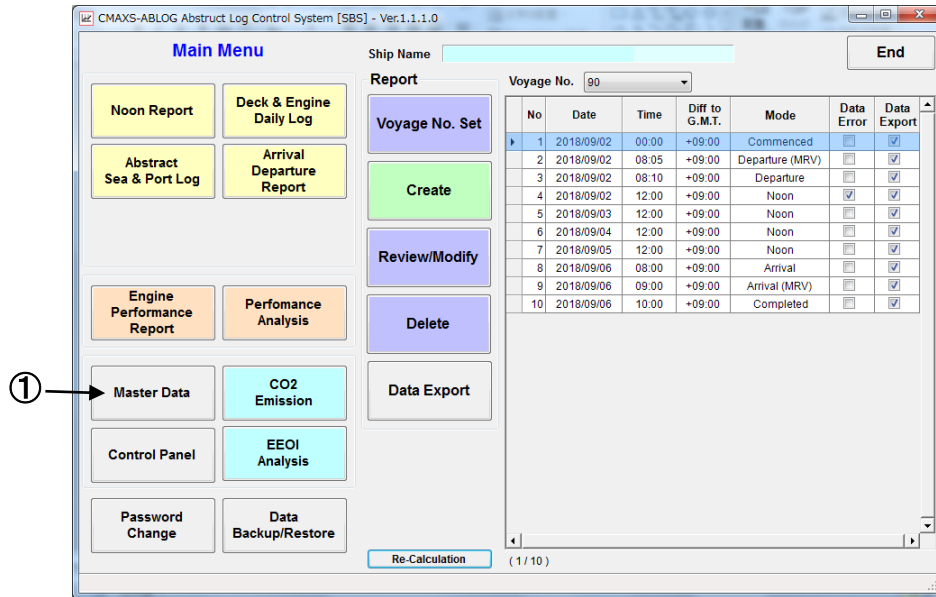 CMAXS-ABLOG Abstruct Log Control System [SBS] - Ver.1.1.1.0
Main Menu
Ship Name
End
Noon Report
Deck & Engine
Daily Log
Abstract
Sea & Port Log
Arrival
Departure
Report
Engine
Performance
Report
Perfomance
Analysis
①
Master Data
CO2
Emission
Control Panel
EEOI
Analysis
Password
Change
Data
Backup/Restore
Report
Voyage No. Set
Create
Review/Modify
Delete
Data Export
Re-Calculation
Voyage No. 90
No Date Time Diff to G.M.T. Mode Data Error Data Export
1 2018/09/02 00:00 +09:00 Commenced
2 2018/09/02 08:05 +09:00 Departure (MRV)
3 2018/09/02 08:10 +09:00 Departure
4 2018/09/02 12:00 +09:00 Noon
5 2018/09/03 12:00 +09:00 Noon
6 2018/09/04 12:00 +09:00 Noon
7 2018/09/05 12:00 +09:00 Noon
8 2018/09/06 08:00 +09:00 Arrival
9 2018/09/06 09:00 +09:00 Arrival (MRV)
10 2018/09/06 10:00 +09:00 Completed
( 1 / 10 )